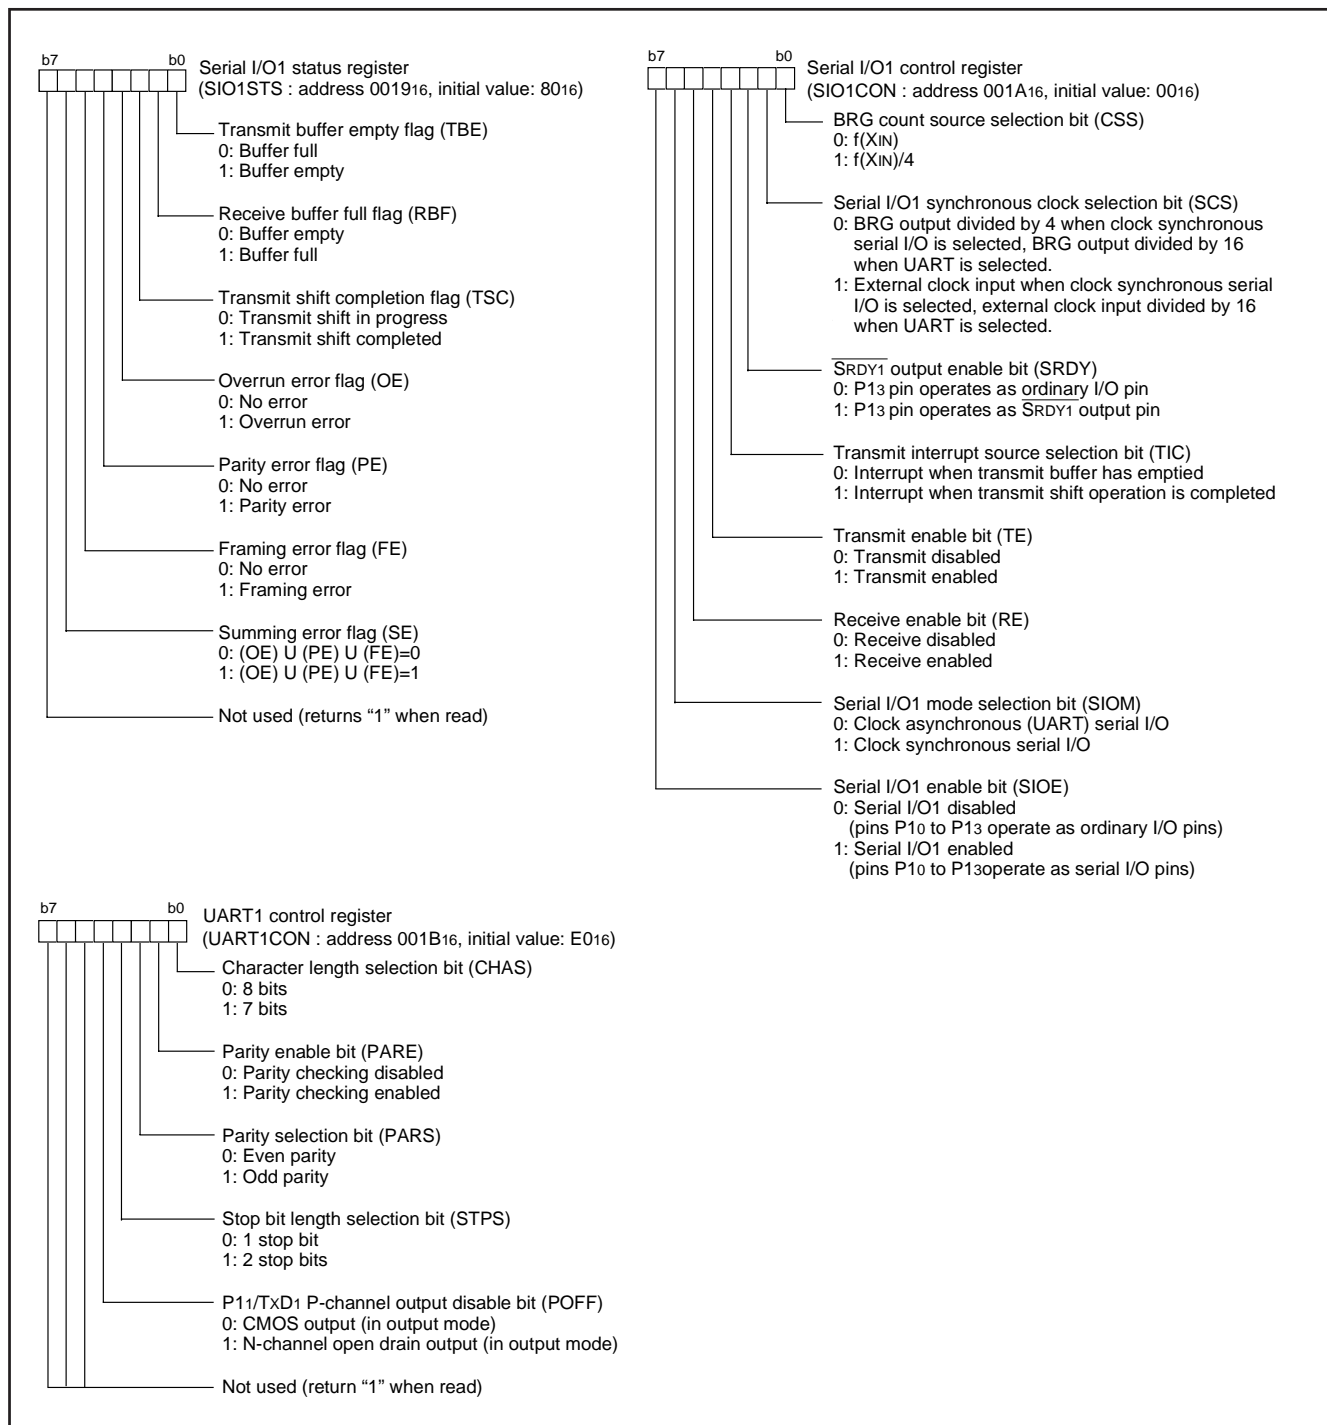 b7 b0
Serial I/O1 status register
(SIO1STS : address 001916, initial value: 8016)
Transmit buffer empty flag (TBE)
0: Buffer full
1: Buffer empty
Receive buffer full flag (RBF)
0: Buffer empty
1: Buffer full
Transmit shift completion flag (TSC)
0: Transmit shift in progress
1: Transmit shift completed
Overrun error flag (OE)
0: No error
1: Overrun error
Parity error flag (PE)
0: No error
1: Parity error
Framing error flag (FE)
0: No error
1: Framing error
Summing error flag (SE)
0: (OE) U (PE) U (FE)=0
1: (OE) U (PE) U (FE)=1
Not used (returns “1” when read)
b7 b0
Serial I/O1 control register
(SIO1CON : address 001A16, initial value: 0016)
BRG count source selection bit (CSS)
0: f(XIN)
1: f(XIN)/4
Serial I/O1 synchronous clock selection bit (SCS)
0: BRG output divided by 4 when clock synchronous
serial I/O is selected, BRG output divided by 16
when UART is selected.
1: External clock input when clock synchronous serial
I/O is selected, external clock input divided by 16
when UART is selected.
SRDY1 output enable bit (SRDY)
0: P13 pin operates as ordinary I/O pin
1: P13 pin operates as SRDY1 output pin
Transmit interrupt source selection bit (TIC)
0: Interrupt when transmit buffer has emptied
1: Interrupt when transmit shift operation is completed
Transmit enable bit (TE)
0: Transmit disabled
1: Transmit enabled
Receive enable bit (RE)
0: Receive disabled
1: Receive enabled
Serial I/O1 mode selection bit (SIOM)
0: Clock asynchronous (UART) serial I/O
1: Clock synchronous serial I/O
Serial I/O1 enable bit (SIOE)
0: Serial I/O1 disabled
(pins P10 to P13 operate as ordinary I/O pins)
1: Serial I/O1 enabled
(pins P10 to P13operate as serial I/O pins)
b7 b0
UART1 control register
(UART1CON : address 001B16, initial value: E016)
Character length selection bit (CHAS)
0: 8 bits
1: 7 bits
Parity enable bit (PARE)
0: Parity checking disabled
1: Parity checking enabled
Parity selection bit (PARS)
0: Even parity
1: Odd parity
Stop bit length selection bit (STPS)
0: 1 stop bit
1: 2 stop bits
P11/TXD1 P-channel output disable bit (POFF)
0: CMOS output (in output mode)
1: N-channel open drain output (in output mode)
Not used (return “1” when read)